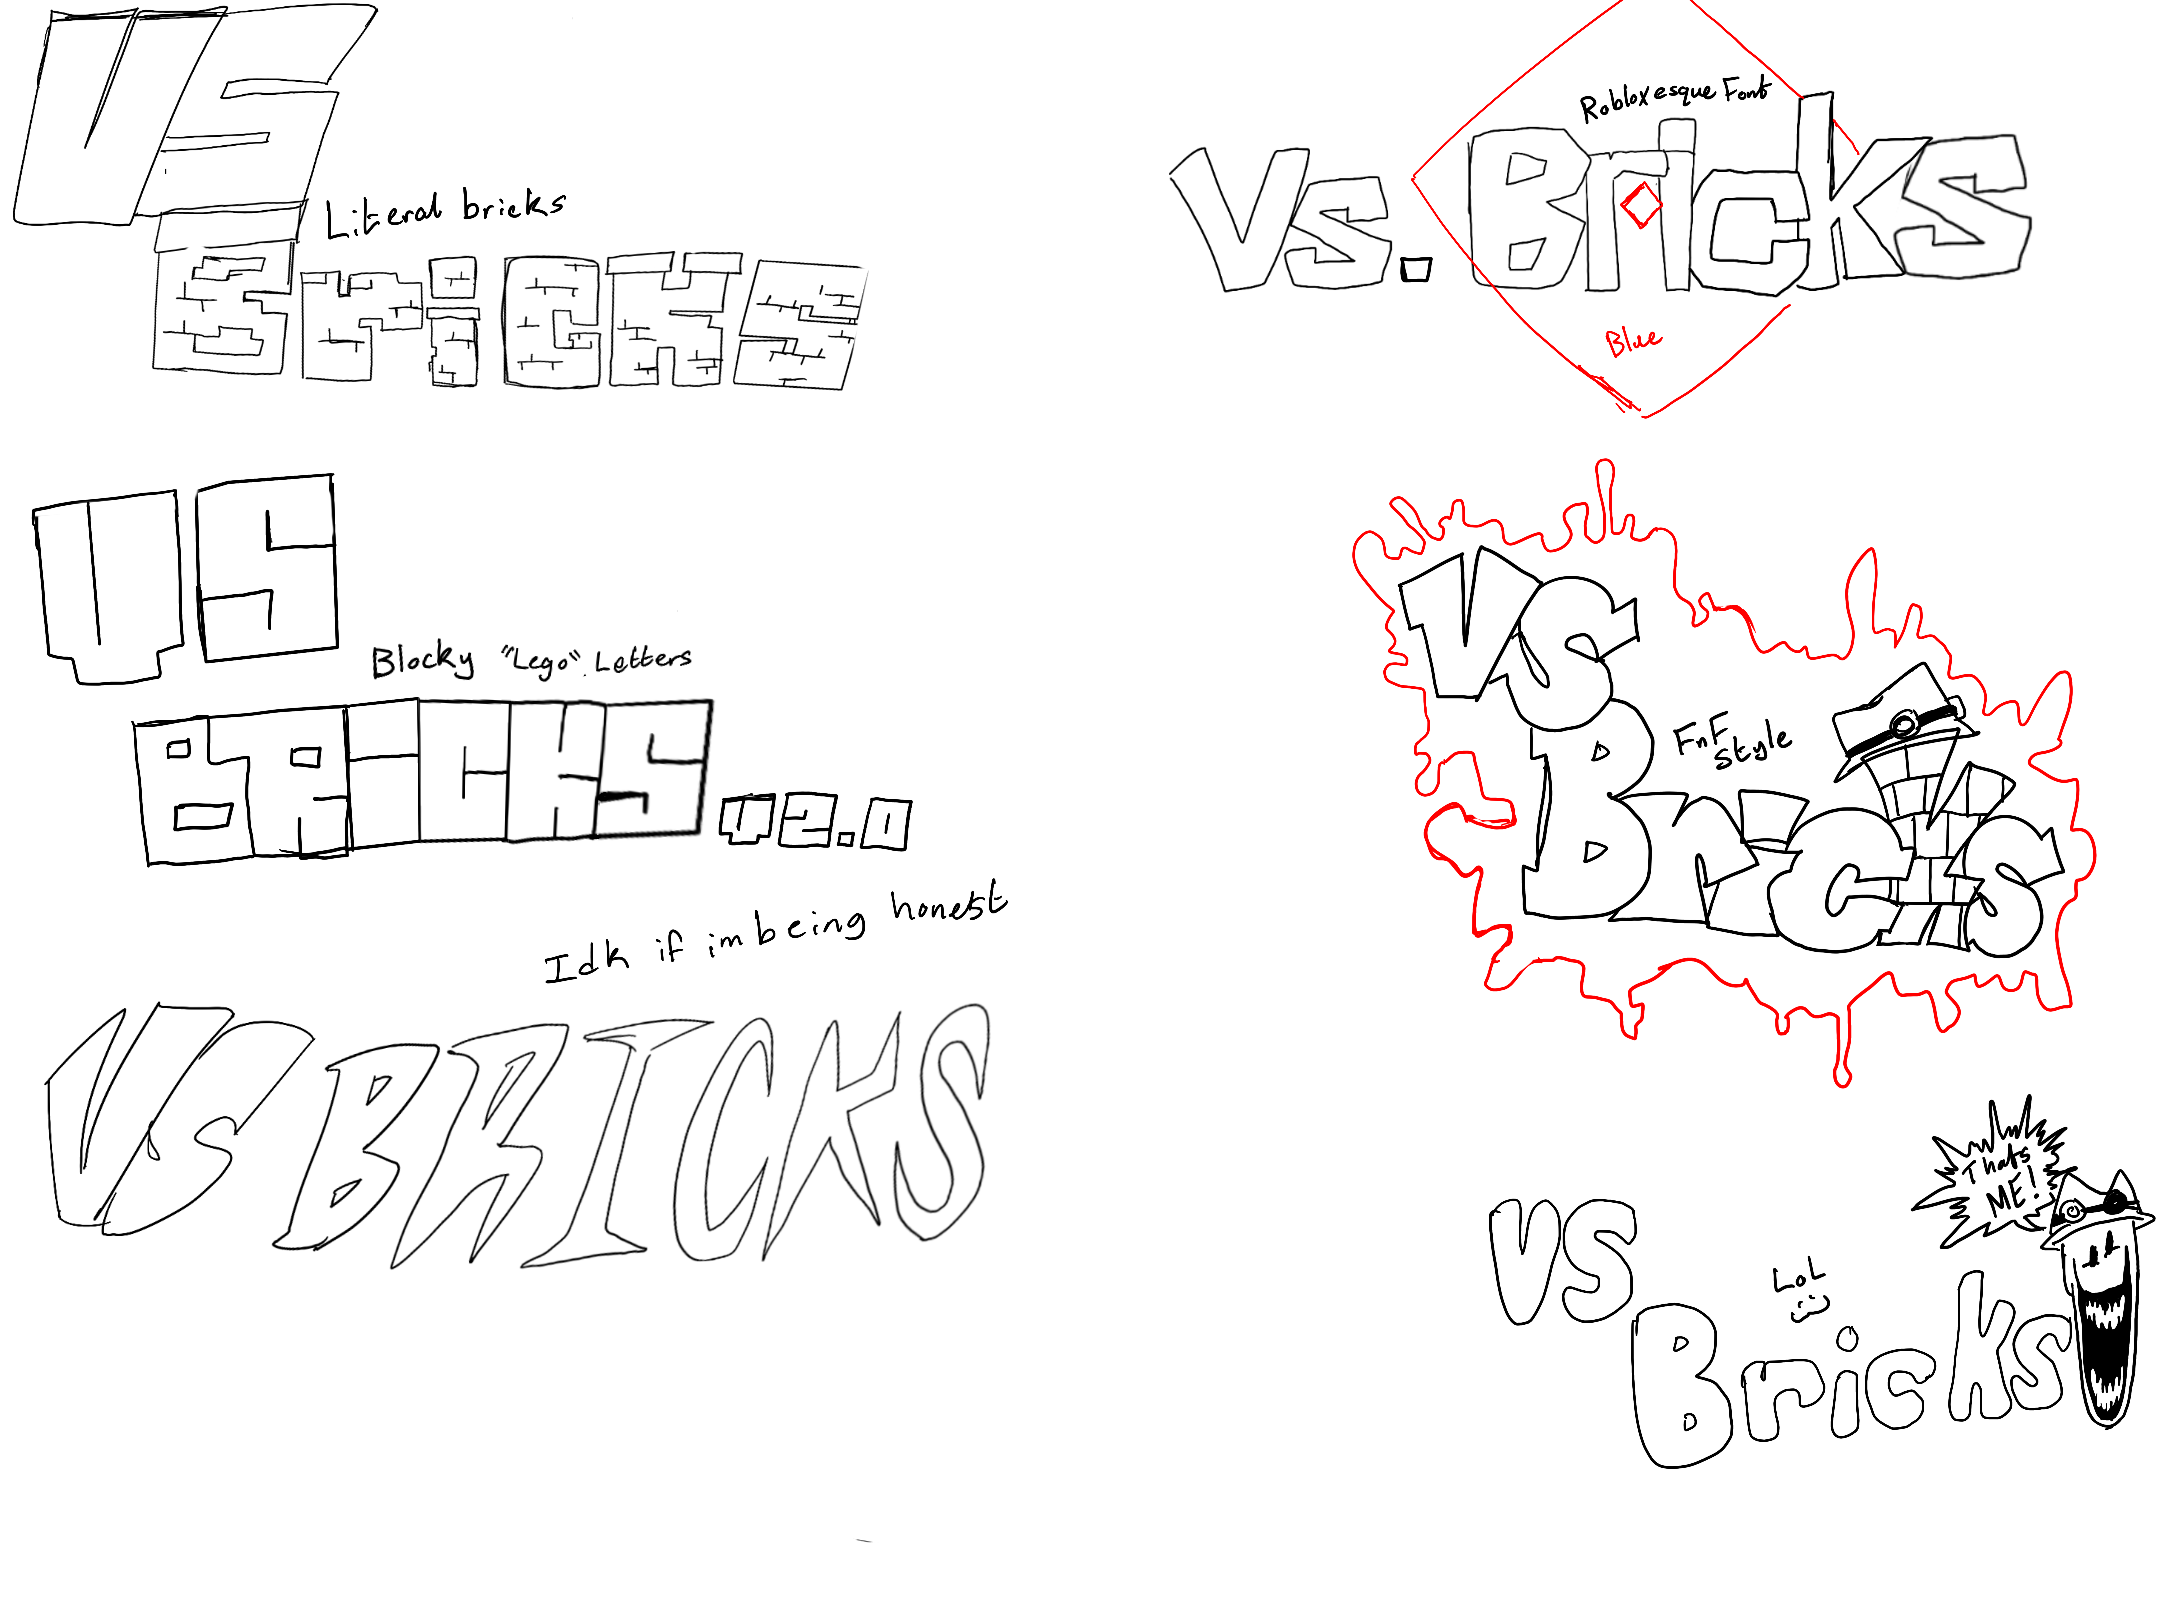 VS
Literal bricks
BriCKS
VS
Blocky "Lego" Letters
BRICKS V2.0
Idk if im being honest
VS BRICKS
Robloxesque Font
Vs. Bricks
Blue
VS
FnF
style
Bricks
Thats
ME!
VS
LoL
Bricks